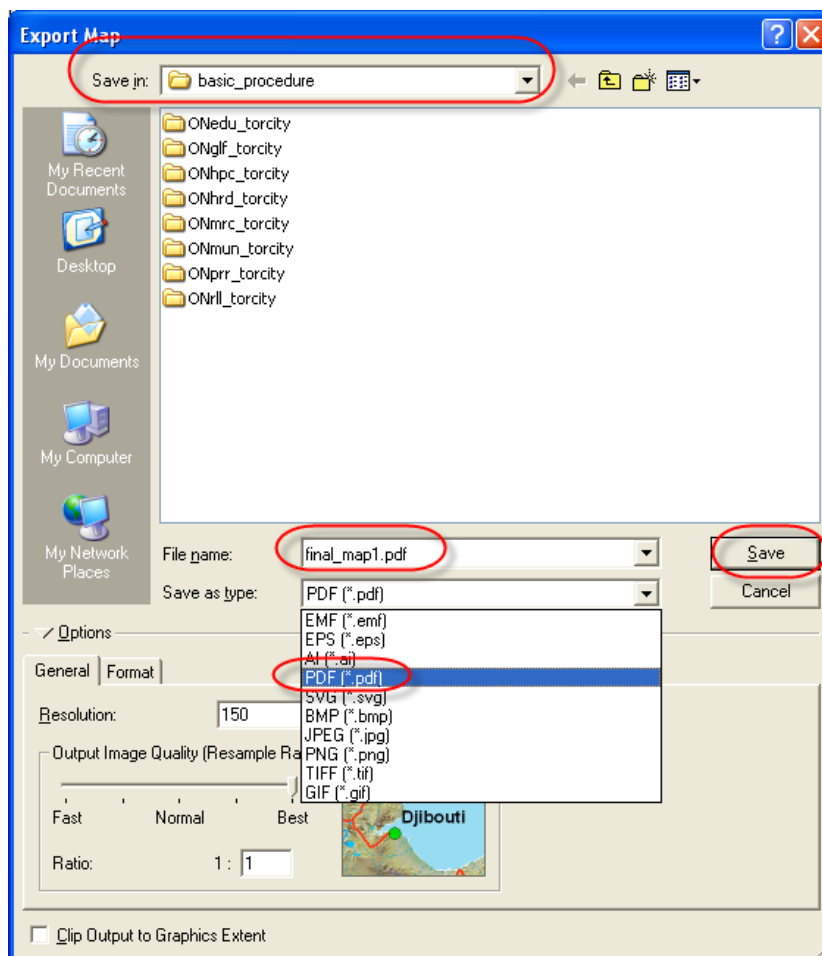 Export Map
Save in: basic_procedure
My Recent
Documents
Desktop
My Documents
My Computer
My Network
Places
ONedu_torcity
ONglf_torcity
ONhpc_torcity
ONhrd_torcity
ONmrc_torcity
ONmun_torcity
ONprr_torcity
ONrll_torcity
File name: final_map1.pdf Save
Save as type: PDF (*.pdf) Cancel
EMF (*.emf)
EPS (*.eps)
AI (*.ai)
PDF (*.pdf)
SVG (*.svg)
BMP (*.bmp)
JPEG (*.jpg)
PNG (*.png)
TIFF (*.tif)
GIF (*.gif)
Options
General Format
Resolution: 150
Output Image Quality (Resample Ra
Fast Normal Best
Ratio: 1 : 1
Djibouti
Clip Output to Graphics Extent